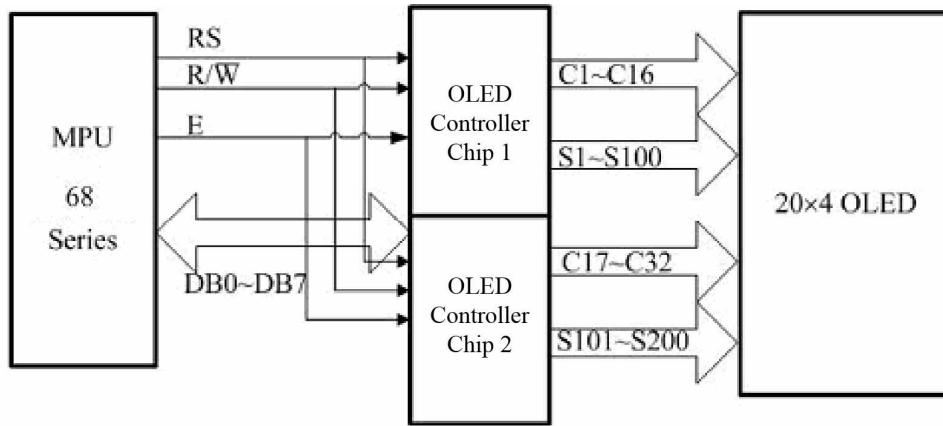 MPU
68
Series
RS
R/W̅
E
DB0~DB7
OLED
Controller
Chip 1
OLED
Controller
Chip 2
C1~C16
S1~S100
C17~C32
S101~S200
20×4 OLED